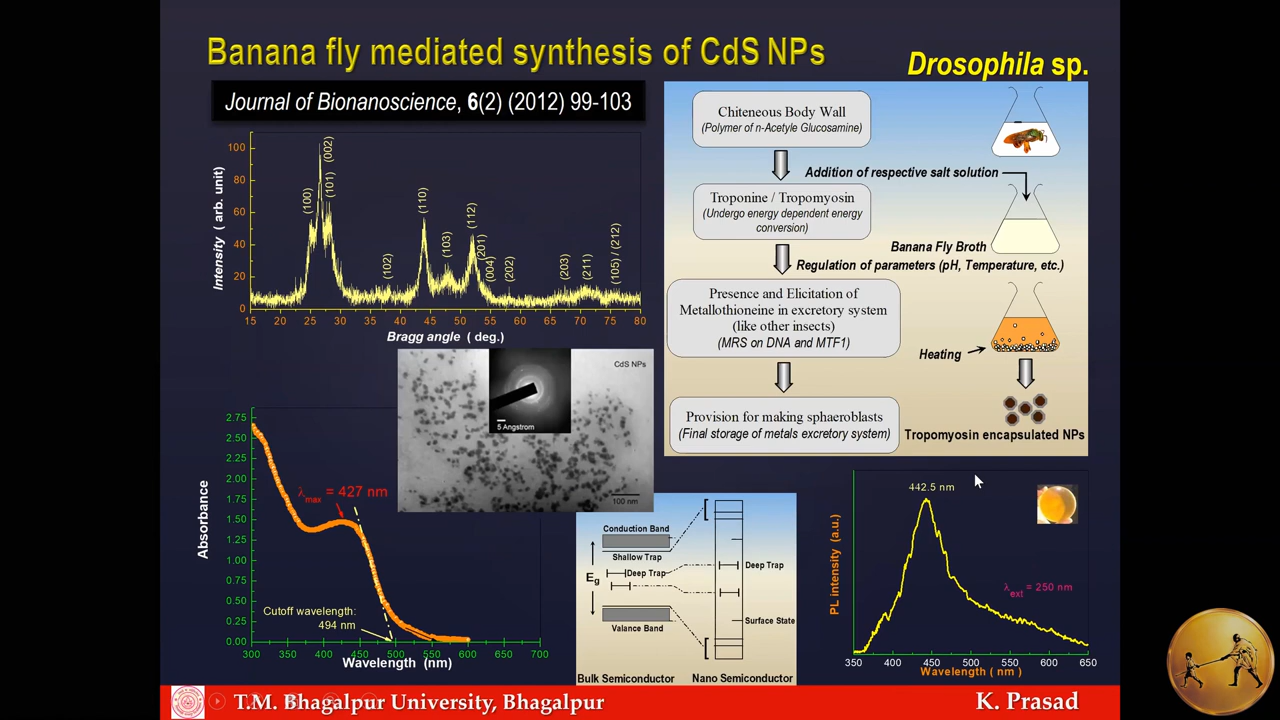 Banana fly mediated synthesis of CdS NPs
Drosophila sp.
Journal of Bionanoscience, 6(2) (2012) 99-103
Intensity ( arb. unit)
100
80
60
40
20
0
(100)
(002)
(101)
(102)
(110)
(103)
(112)
(201)
(004)
(202)
(203)
(211)
(105) / (212)
15 20 25 30 35 40 45 50 55 60 65 70 75 80
Bragg angle ( deg.)
CdS NPs
5 Angstrom
100 nm
Absorbance
2.75
2.50
2.25
2.00
1.75
1.50
1.25
1.00
0.75
0.50
0.25
0.00
λmax = 427 nm
Cutoff wavelength:
494 nm
300 350 400 450 500 550 600 650 700
Wavelength (nm)
Chiteneous Body Wall
(Polymer of n-Acetyle Glucosamine)
Addition of respective salt solution
Troponine / Tropomyosin
(Undergo energy dependent energy
conversion)
Banana Fly Broth
Regulation of parameters (pH, Temperature, etc.)
Presence and Elicitation of
Metallothioneine in excretory system
(like other insects)
(MRS on DNA and MTF1)
Heating
Provision for making sphaeroblasts
(Final storage of metals excretory system)
Tropomyosin encapsulated NPs
Conduction Band
Shallow Trap
Eg
Deep Trap
Valance Band
Deep Trap
Surface State
Bulk Semiconductor
Nano Semiconductor
PL intensity (a.u.)
442.5 nm
λext = 250 nm
350 400 450 500 550 600 650
Wavelength ( nm )
T.M. Bhagalpur University, Bhagalpur
K. Prasad